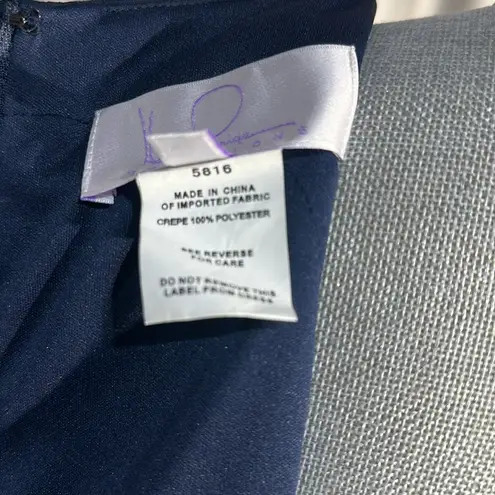 5816
MADE IN CHINA
OF IMPORTED FABRIC
CREPE 100% POLYESTER
SEE REVERSE
FOR CARE
DO NOT REMOVE THIS
LABEL FROM DRESS